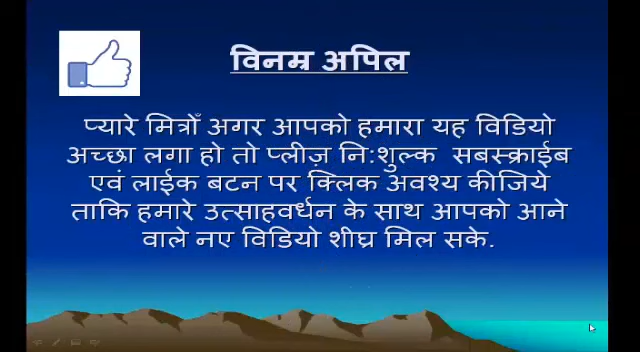 विनम्र अपिल
प्यारे मित्रोँ अगर आपको हमारा यह विडियो
अच्छा लगा हो तो प्लीज़ नि:शुल्क सबस्क्राईब
एवं लाईक बटन पर क्लिक अवश्य कीजिये
ताकि हमारे उत्साहवर्धन के साथ आपको आने
वाले नए विडियो शीघ्र मिल सके.